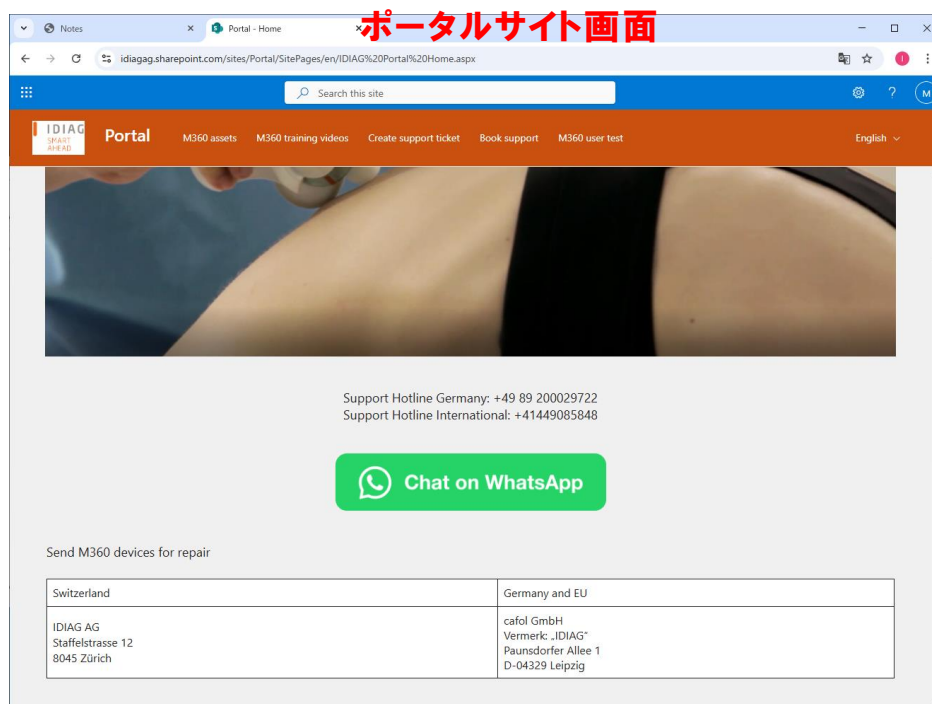 ポータルサイト画面
Notes
Portal - Home
idiagag.sharepoint.com/sites/Portal/SitePages/en/IDIAG%20Portal%20Home.aspx
I
Search this site
?
M
IDIAG
SMART
AHEAD
Portal
M360 assets
M360 training videos
Create support ticket
Book support
M360 user test
English
Support Hotline Germany: +49 89 200029722
Support Hotline International: +41449085848
Chat on WhatsApp
Send M360 devices for repair
Switzerland
Germany and EU
IDIAG AG
Staffelstrasse 12
8045 Zürich
cafol GmbH
Vermerk: „IDIAG"
Paunsdorfer Allee 1
D-04329 Leipzig